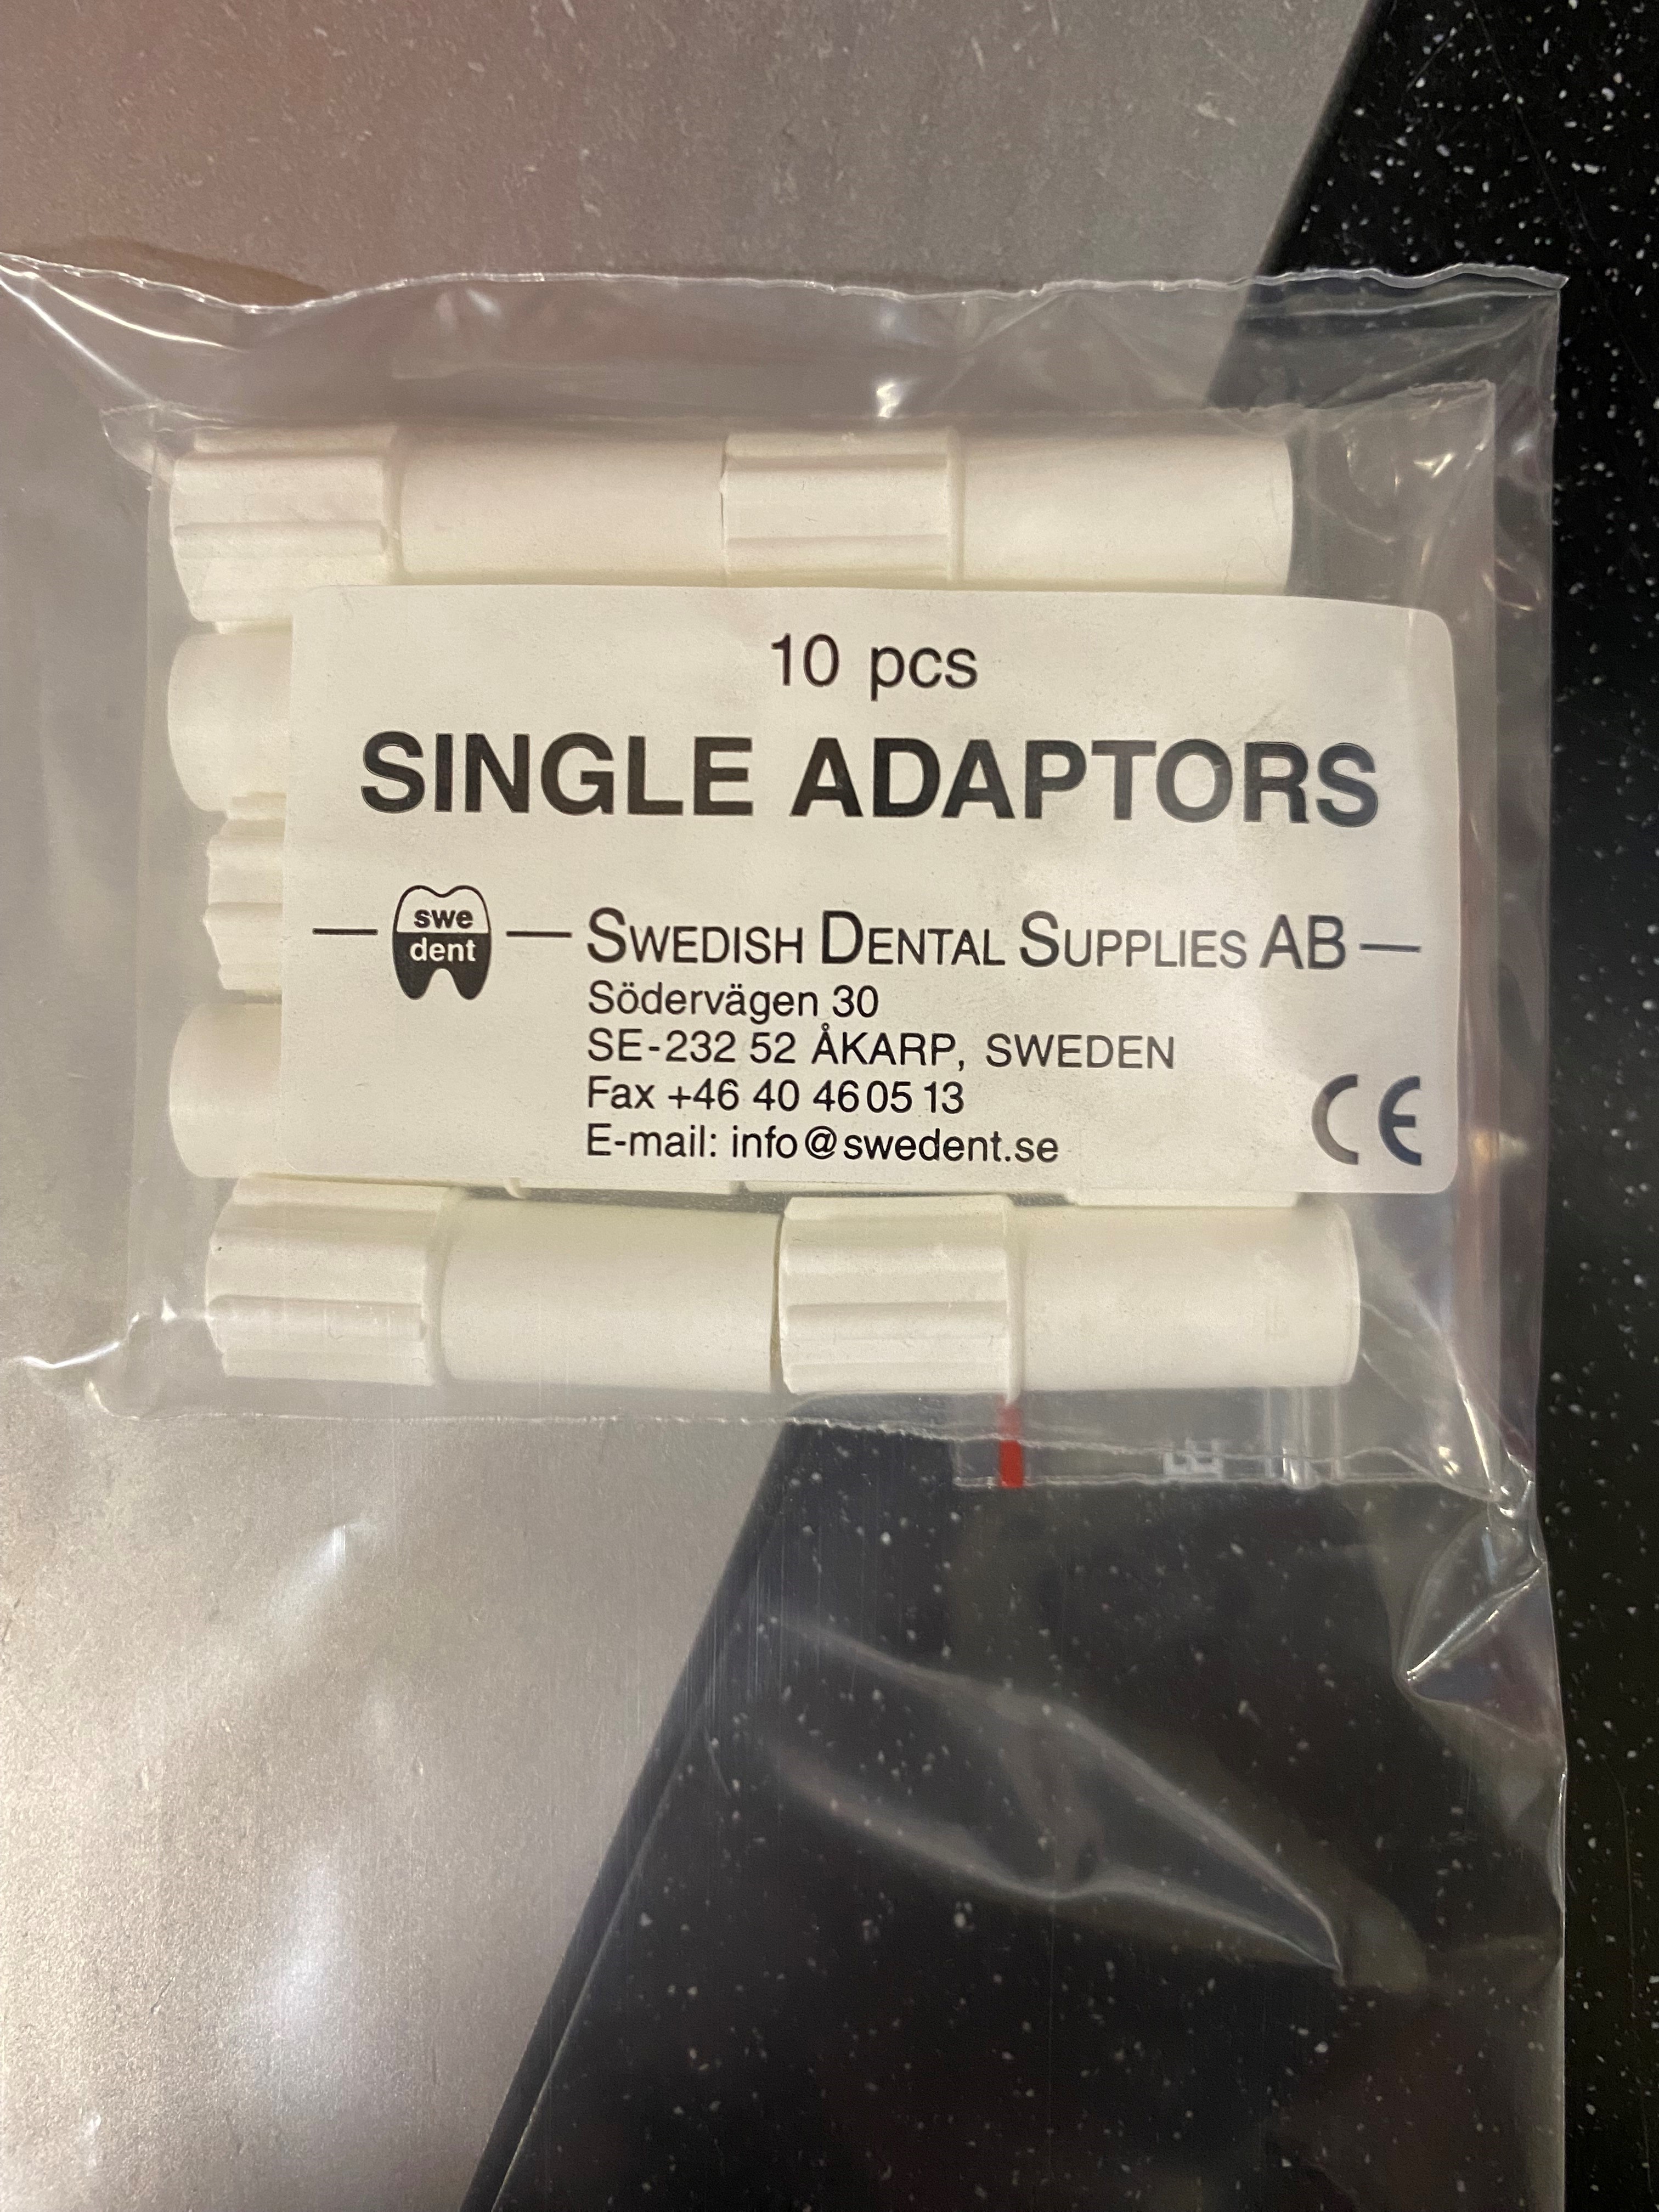 10 pcs
SINGLE ADAPTORS
swe
dent
SWEDISH DENTAL SUPPLIES AB
Södervägen 30
SE-232 52 ÅKARP, SWEDEN
Fax +46 40 46 05 13
E-mail: info@swedent.se
CE